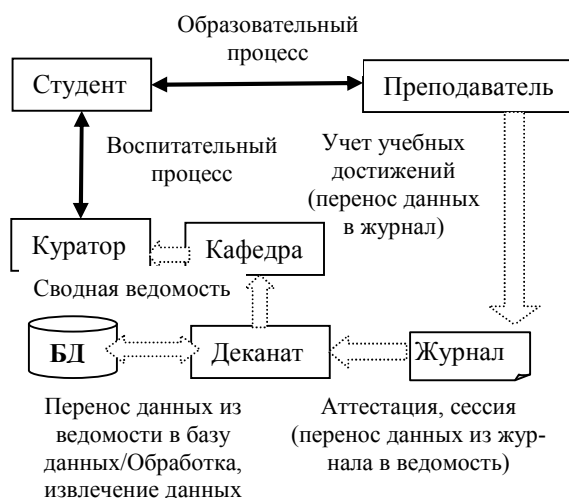 Образовательный
процесс
Студент
Преподаватель
Воспитательный
процесс
Учет учебных
достижений
(перенос данных
в журнал)
Куратор
Кафедра
Сводная ведомость
БД
Деканат
Журнал
Перенос данных из
ведомости в базу
данных/Обработка,
извлечение данных
Аттестация, сессия
(перенос данных из жур-
нала в ведомость)